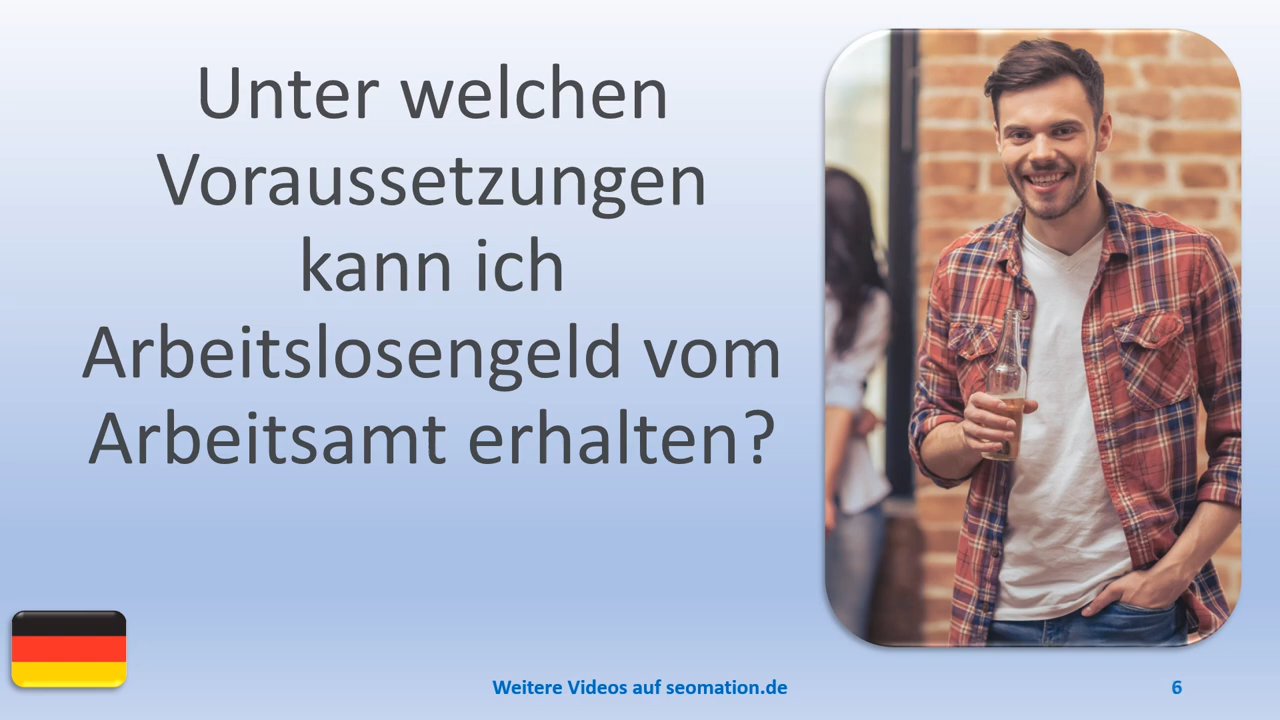 Unter welchen
Voraussetzungen
kann ich
Arbeitslosengeld vom
Arbeitsamt erhalten?
Weitere Videos auf seomation.de
6